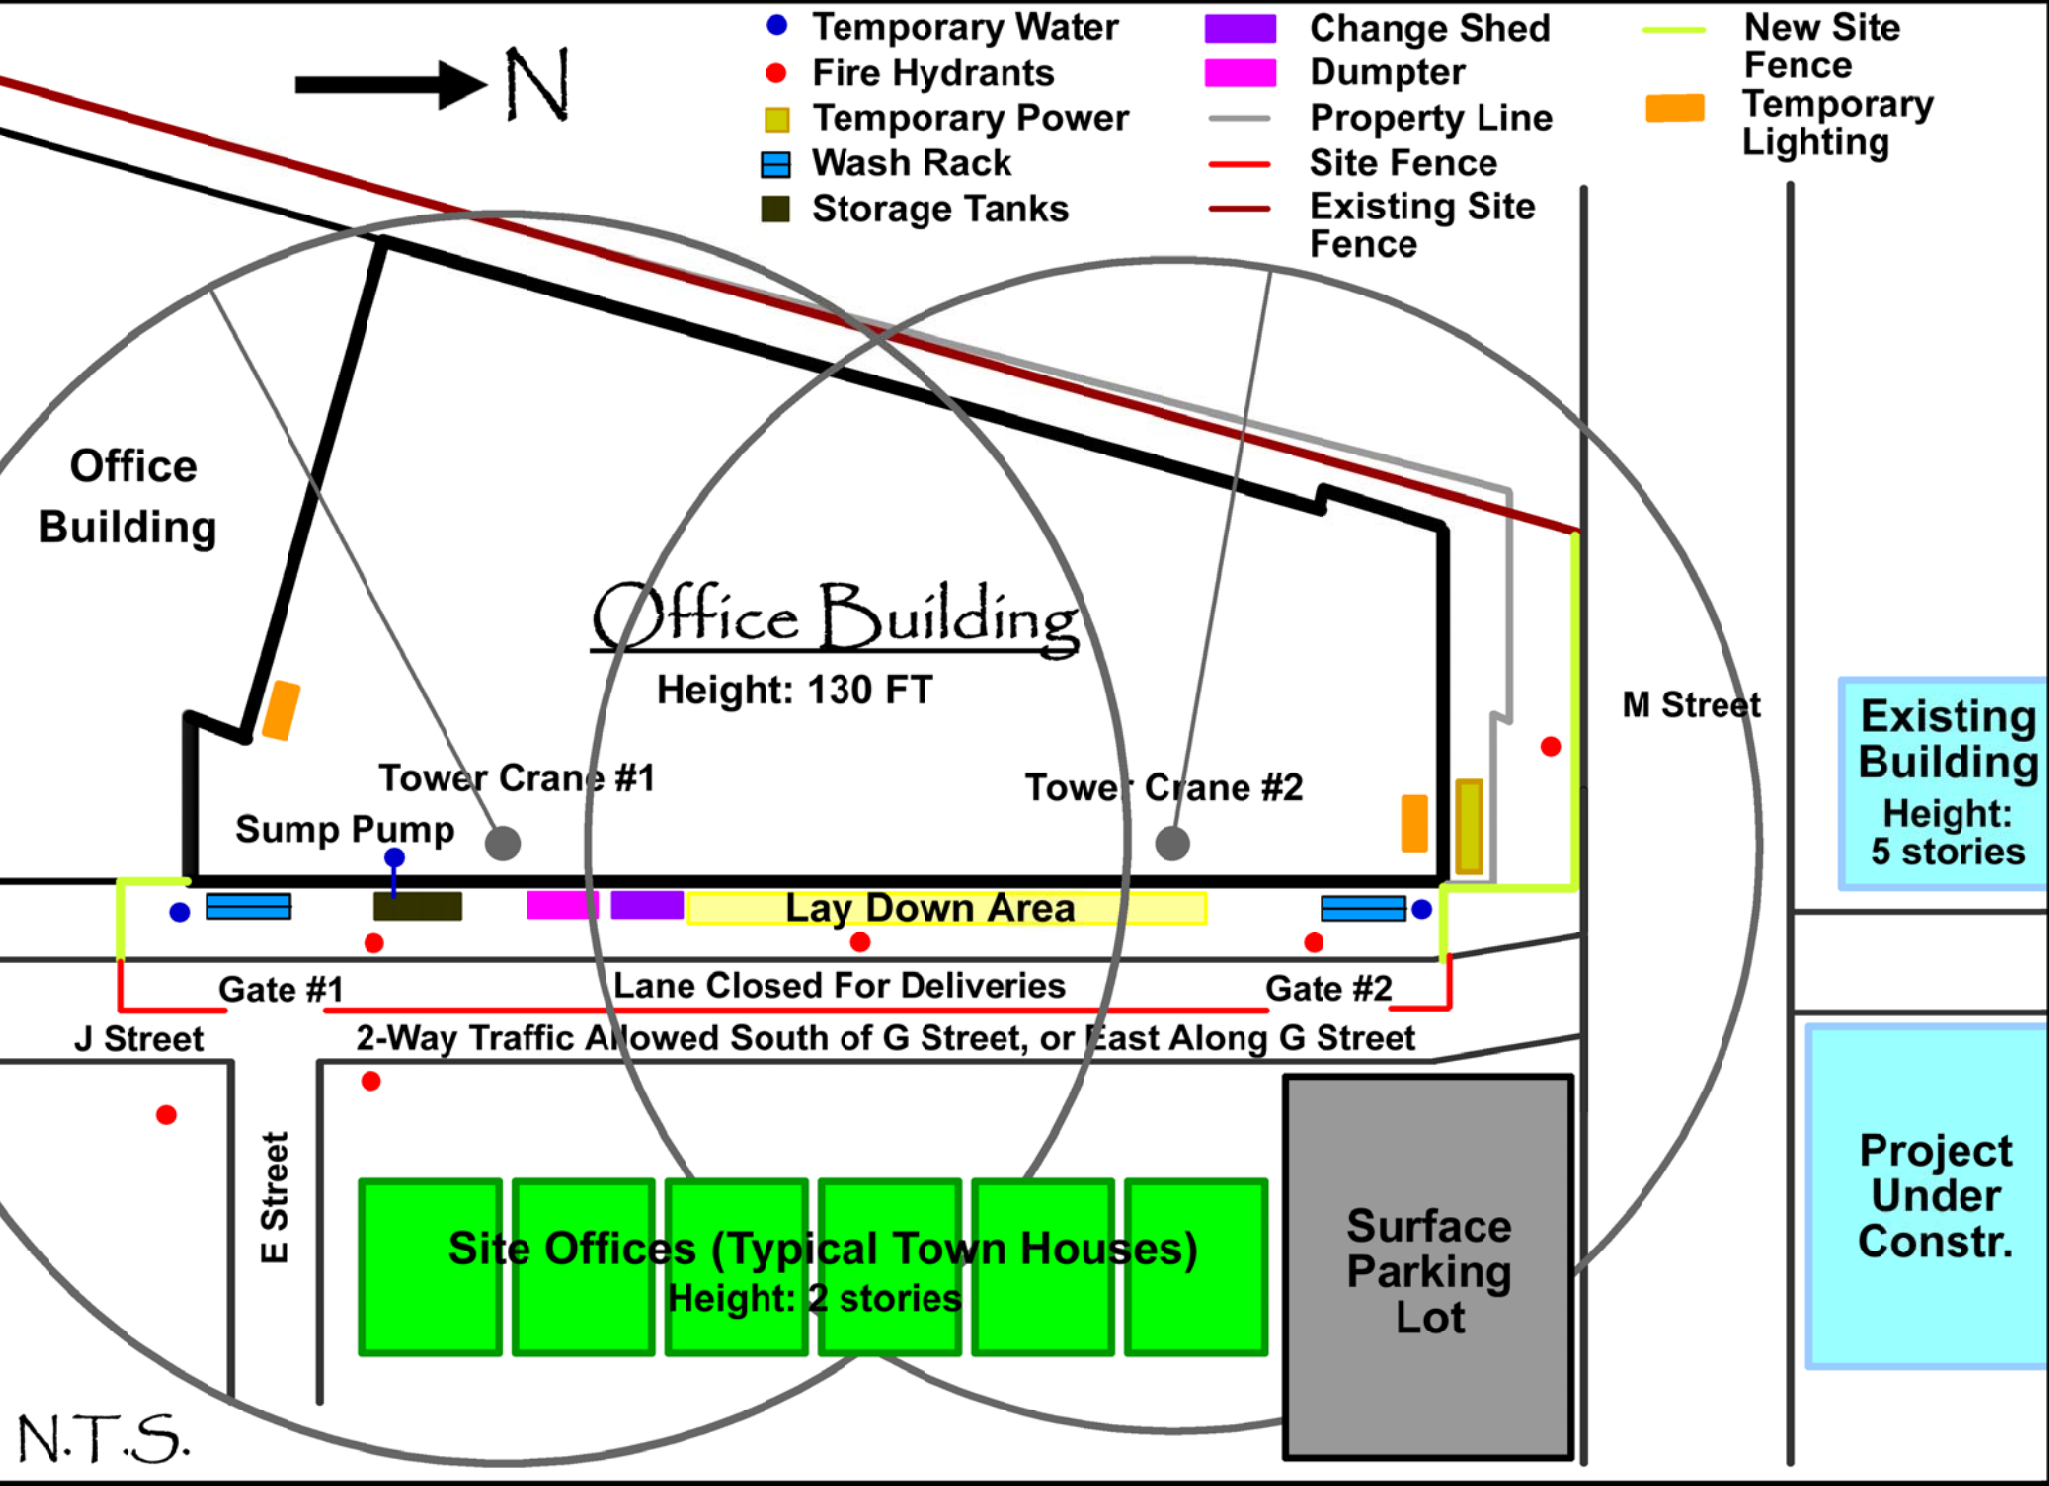 N
Temporary Water
Fire Hydrants
Temporary Power
Wash Rack
Storage Tanks
Change Shed
Dumpter
Property Line
Site Fence
Existing Site
Fence
New Site
Fence
Temporary
Lighting
Office
Building
Office Building
Height: 130 FT
M Street
Existing
Building
Height:
5 stories
Tower Crane #1
Tower Crane #2
Sump Pump
Lay Down Area
Gate #1
Lane Closed For Deliveries
Gate #2
J Street
2-Way Traffic Allowed South of G Street, or East Along G Street
E Street
Site Offices (Typical Town Houses)
Height: 2 stories
Surface
Parking
Lot
Project
Under
Constr.
N.T.S.